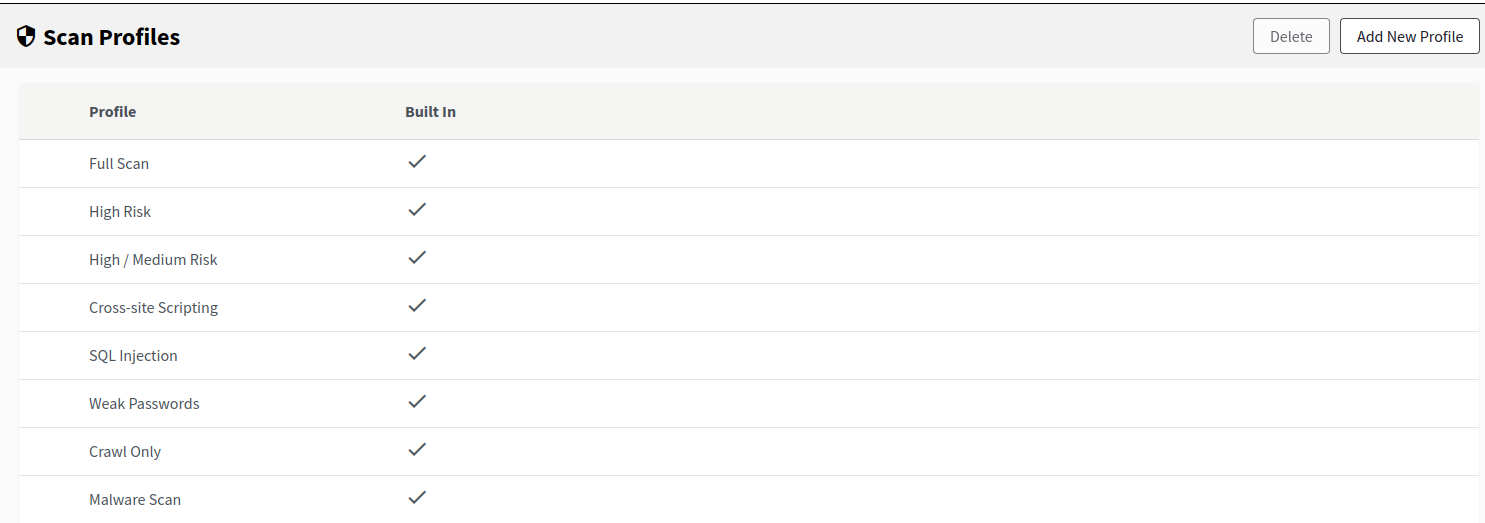 Scan Profiles
Delete
Add New Profile
Profile Built In
Full Scan
High Risk
High / Medium Risk
Cross-site Scripting
SQL Injection
Weak Passwords
Crawl Only
Malware Scan